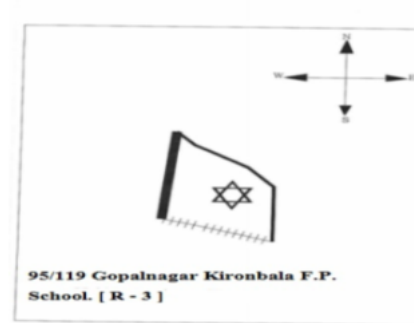 N
W
E
S
95/119 Gopalnagar Kironbala F.P.
School. [ R - 3 ]